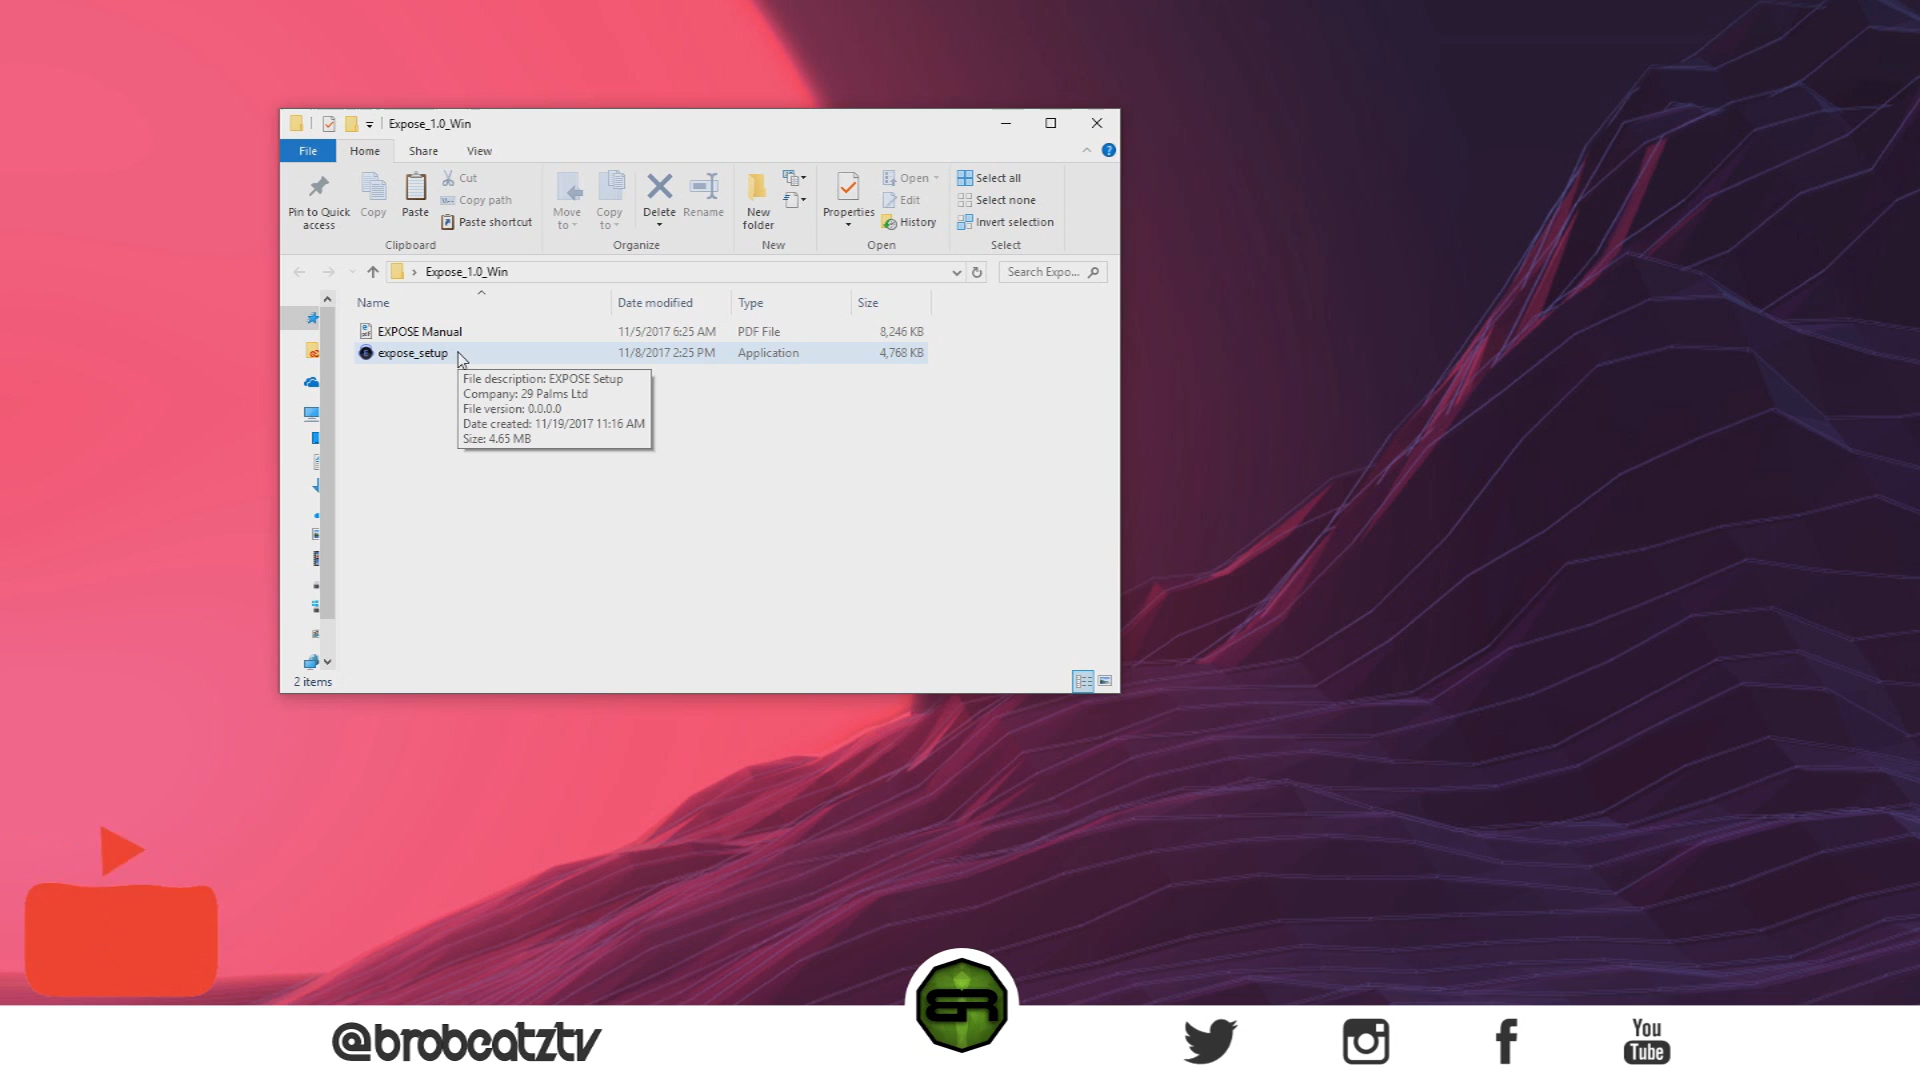 Expose_1.0_Win
File Home Share View
Pin to Quick access
Copy
Paste
Cut
Copy path
Paste shortcut
Clipboard
Move to
Copy to
Delete
Rename
Organize
New folder
New
Properties
Open
Edit
History
Open
Select all
Select none
Invert selection
Select
Expose_1.0_Win
Search Expo...
Name Date modified Type Size
EXPOSE Manual 11/5/2017 6:25 AM PDF File 8,246 KB
expose_setup 11/8/2017 2:25 PM Application 4,768 KB
File description: EXPOSE Setup
Company: 29 Palms Ltd
File version: 0.0.0.0
Date created: 11/19/2017 11:16 AM
Size: 4.65 MB
2 items
@brobcatztv
BR
You
Tube